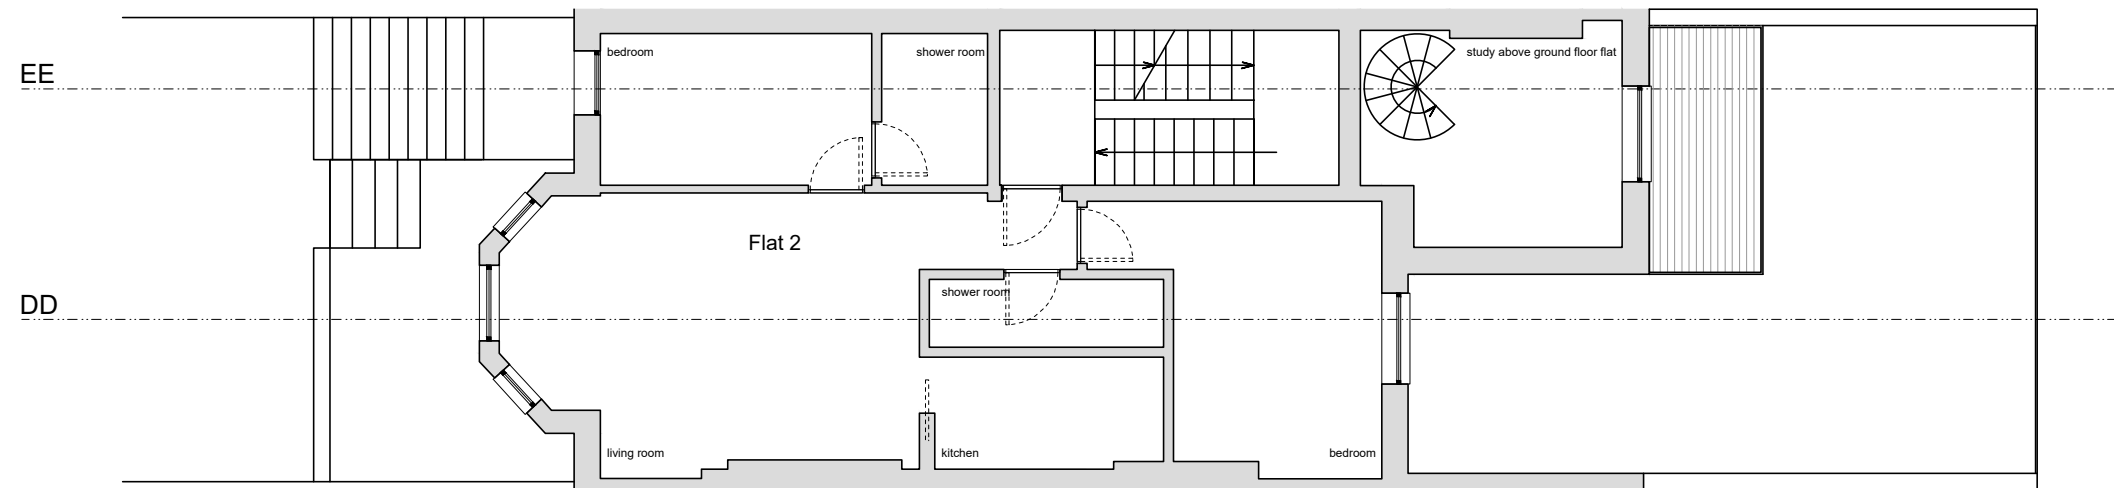 bedroom
shower room
study above ground floor flat
EE
Flat 2
shower room
DD
living room
kitchen
bedroom